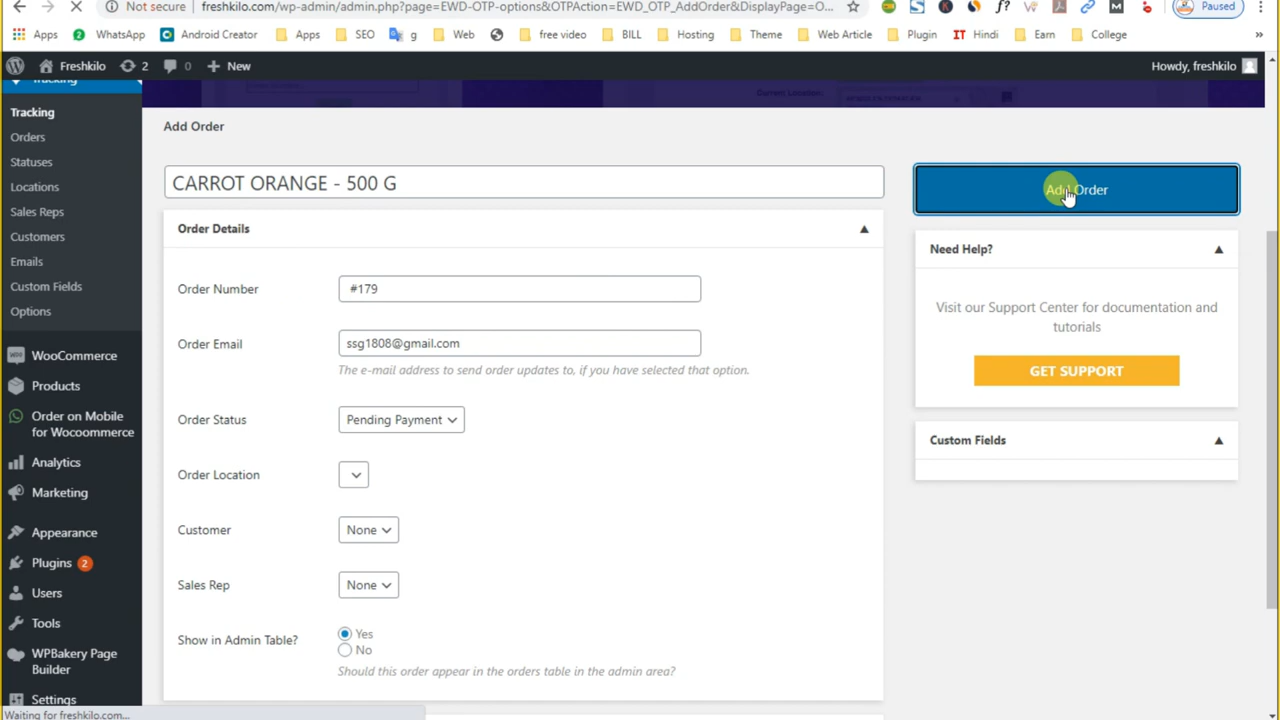 Not secure | freshkilo.com/wp-admin/admin.php?page=EWD-OTP-options&OTPAction=EWD_OTP_AddOrder&DisplayPage=O...
Paused
Apps WhatsApp Android Creator Apps SEO g Web free video BILL Hosting Theme Web Article Plugin IT Hindi Earn College »
Freshkilo 2 0 + New Howdy, freshkilo
Tracking
Current Location:
Tracking
Orders
Statuses
Locations
Sales Reps
Customers
Emails
Custom Fields
Options
WooCommerce
Products
Order on Mobile
for Wocoommerce
Analytics
Marketing
Appearance
Plugins 2
Users
Tools
WPBakery Page
Builder
Settings
Waiting for freshkilo.com...
Add Order
CARROT ORANGE - 500 G
Order Details
Order Number #179
Order Email ssg1808@gmail.com
The e-mail address to send order updates to, if you have selected that option.
Order Status Pending Payment
Order Location
Customer None
Sales Rep None
Show in Admin Table? Yes
No
Should this order appear in the orders table in the admin area?
Add Order
Need Help?
Visit our Support Center for documentation and
tutorials
GET SUPPORT
Custom Fields